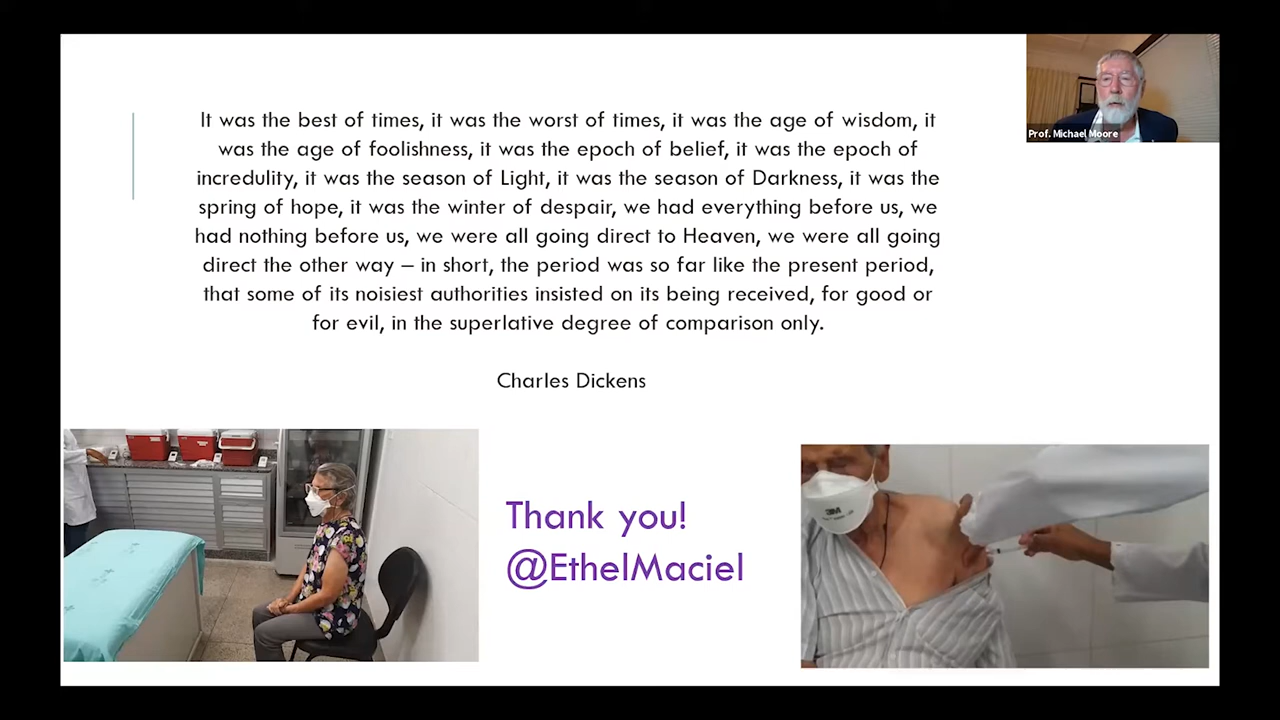 It was the best of times, it was the worst of times, it was the age of wisdom, it
was the age of foolishness, it was the epoch of belief, it was the epoch of
incredulity, it was the season of Light, it was the season of Darkness, it was the
spring of hope, it was the winter of despair, we had everything before us, we
had nothing before us, we were all going direct to Heaven, we were all going
direct the other way – in short, the period was so far like the present period,
that some of its noisiest authorities insisted on its being received, for good or
for evil, in the superlative degree of comparison only.
Charles Dickens
Prof. Michael Moore
Thank you!
@EthelMaciel
3M